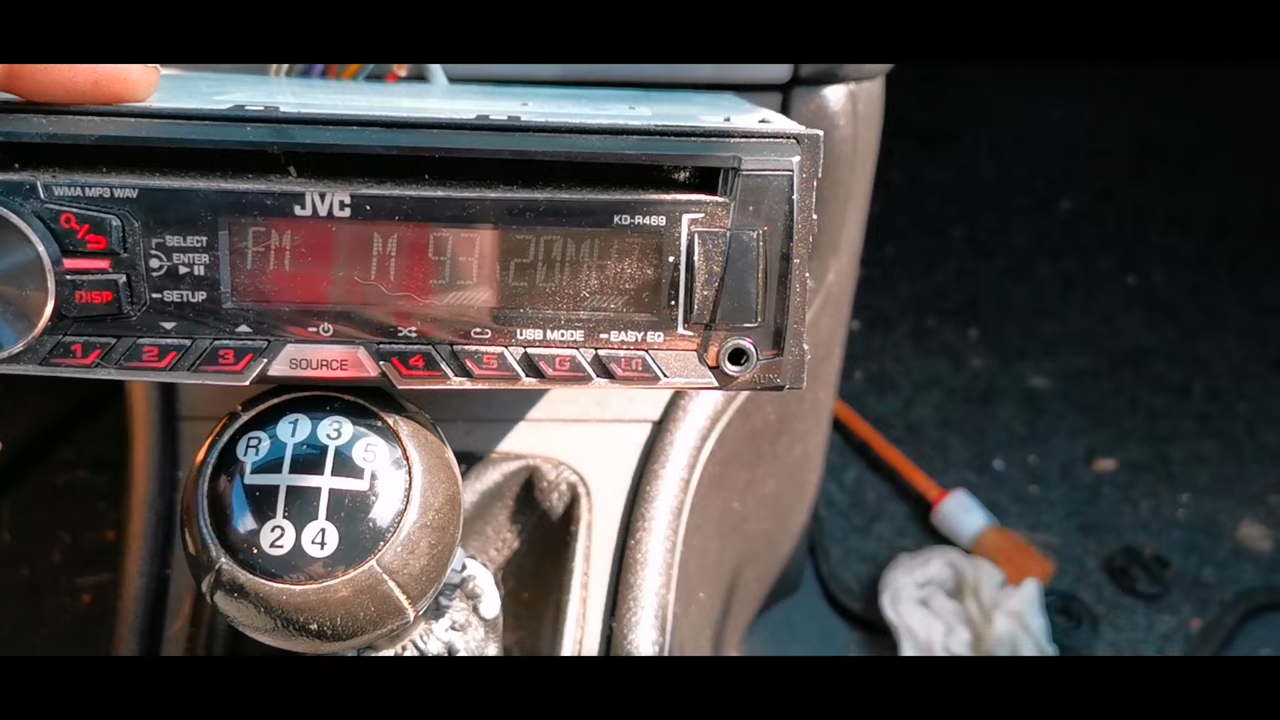 WMA MP3 WAV
JVC
KD-R469
SELECT
ENTER
SETUP
DISP
FM M 93 20MHZ
USB MODE
EASY EQ
1 2 3 SOURCE 4 5 6
AUX
R 1 3 5
2 4